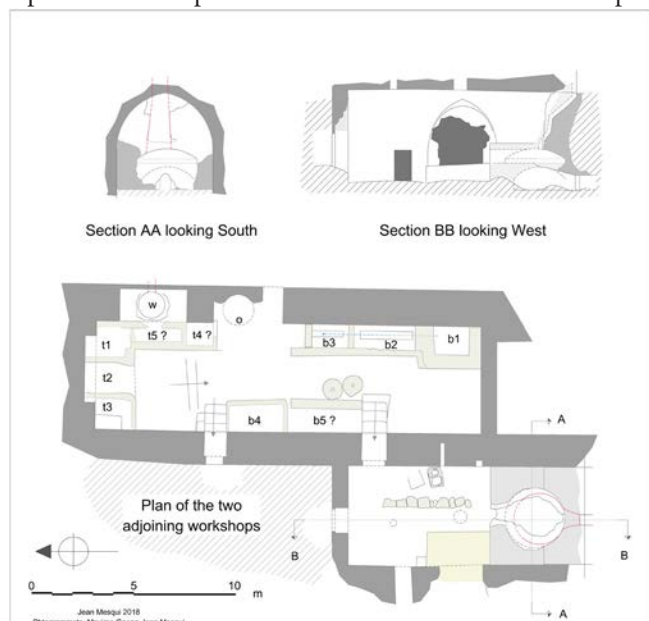 Section AA looking South
Section BB looking West
w
o
t1
t5 ?
t4 ?
b3
b2
b1
t2
t3
b4
b5 ?
A
Plan of the two
adjoining workshops
B
B
0 5 10 m
A
Jean Mesqui 2018